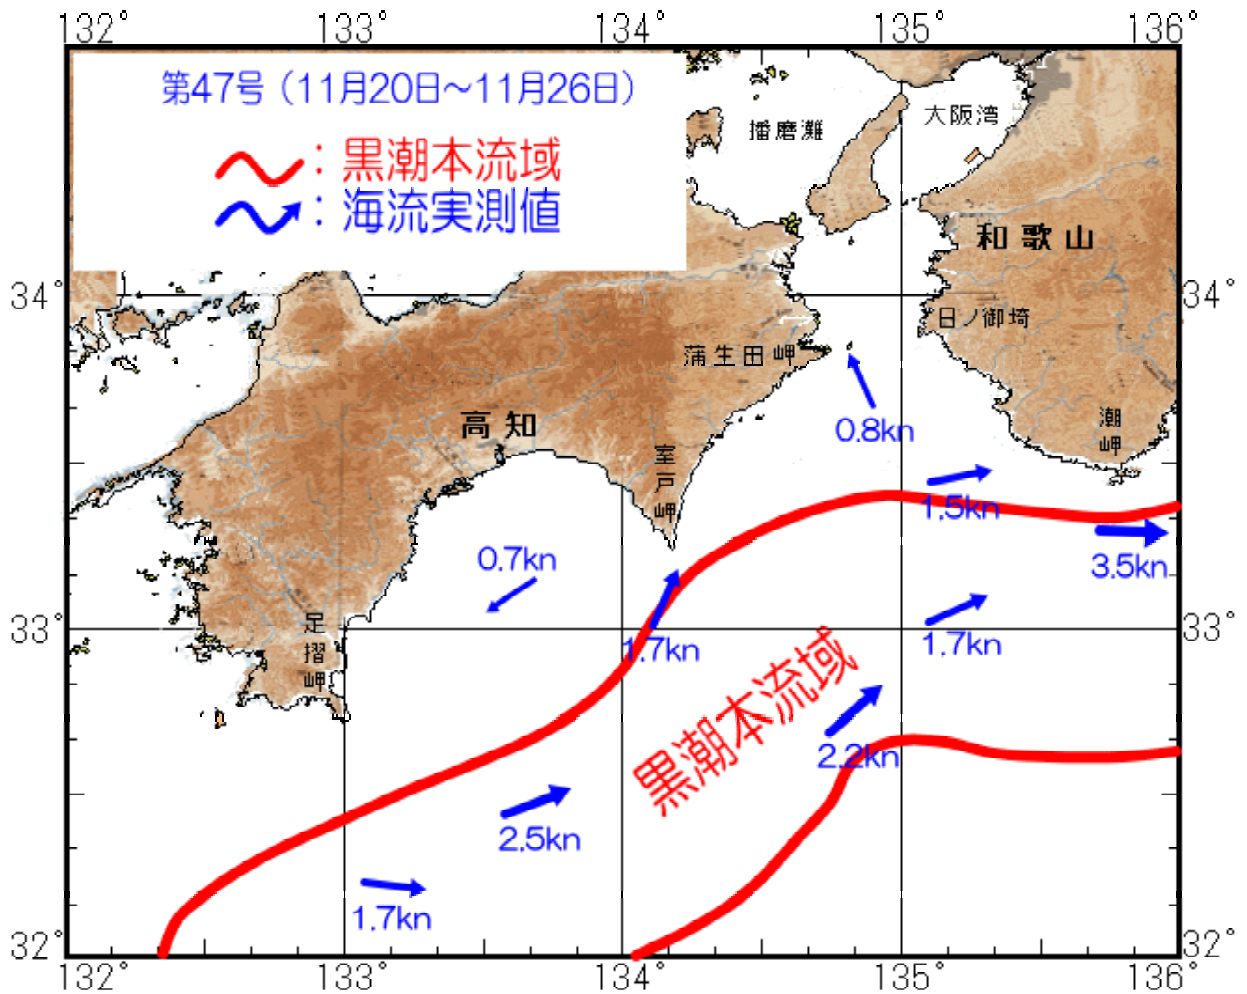 132° 133° 134° 135° 136°
第47号（11月20日～11月26日）
：黒潮本流域
：海流実測値
播磨灘
大阪湾
和歌山
34° 34°
日ノ御埼
蒲生田岬
高知
室戸岬
潮岬
0.8kn
1.5kn
3.5kn
0.7kn
足摺岬
33° 33°
1.7kn
1.7kn
黒潮本流域
2.2kn
2.5kn
1.7kn
32° 32°
132° 133° 134° 135° 136°